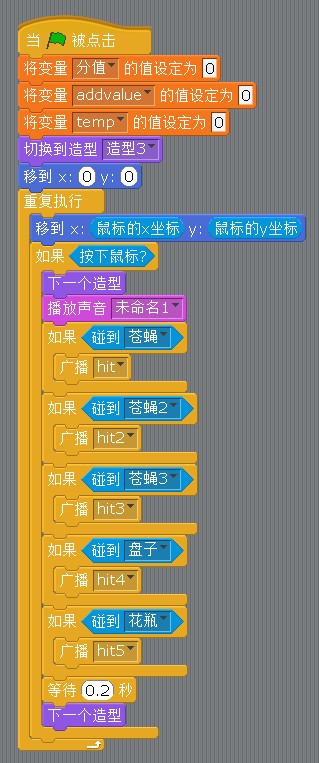 当 被点击
将变量 分值 的值设定为 0
将变量 addvalue 的值设定为 0
将变量 temp 的值设定为 0
切换到造型 造型3
移到 x: 0 y: 0
重复执行
移到 x: 鼠标的x坐标 y: 鼠标的y坐标
如果 按下鼠标?
下一个造型
播放声音 未命名1
如果 碰到 苍蝇
广播 hit
如果 碰到 苍蝇2
广播 hit2
如果 碰到 苍蝇3
广播 hit3
如果 碰到 盘子
广播 hit4
如果 碰到 花瓶
广播 hit5
等待 0.2 秒
下一个造型